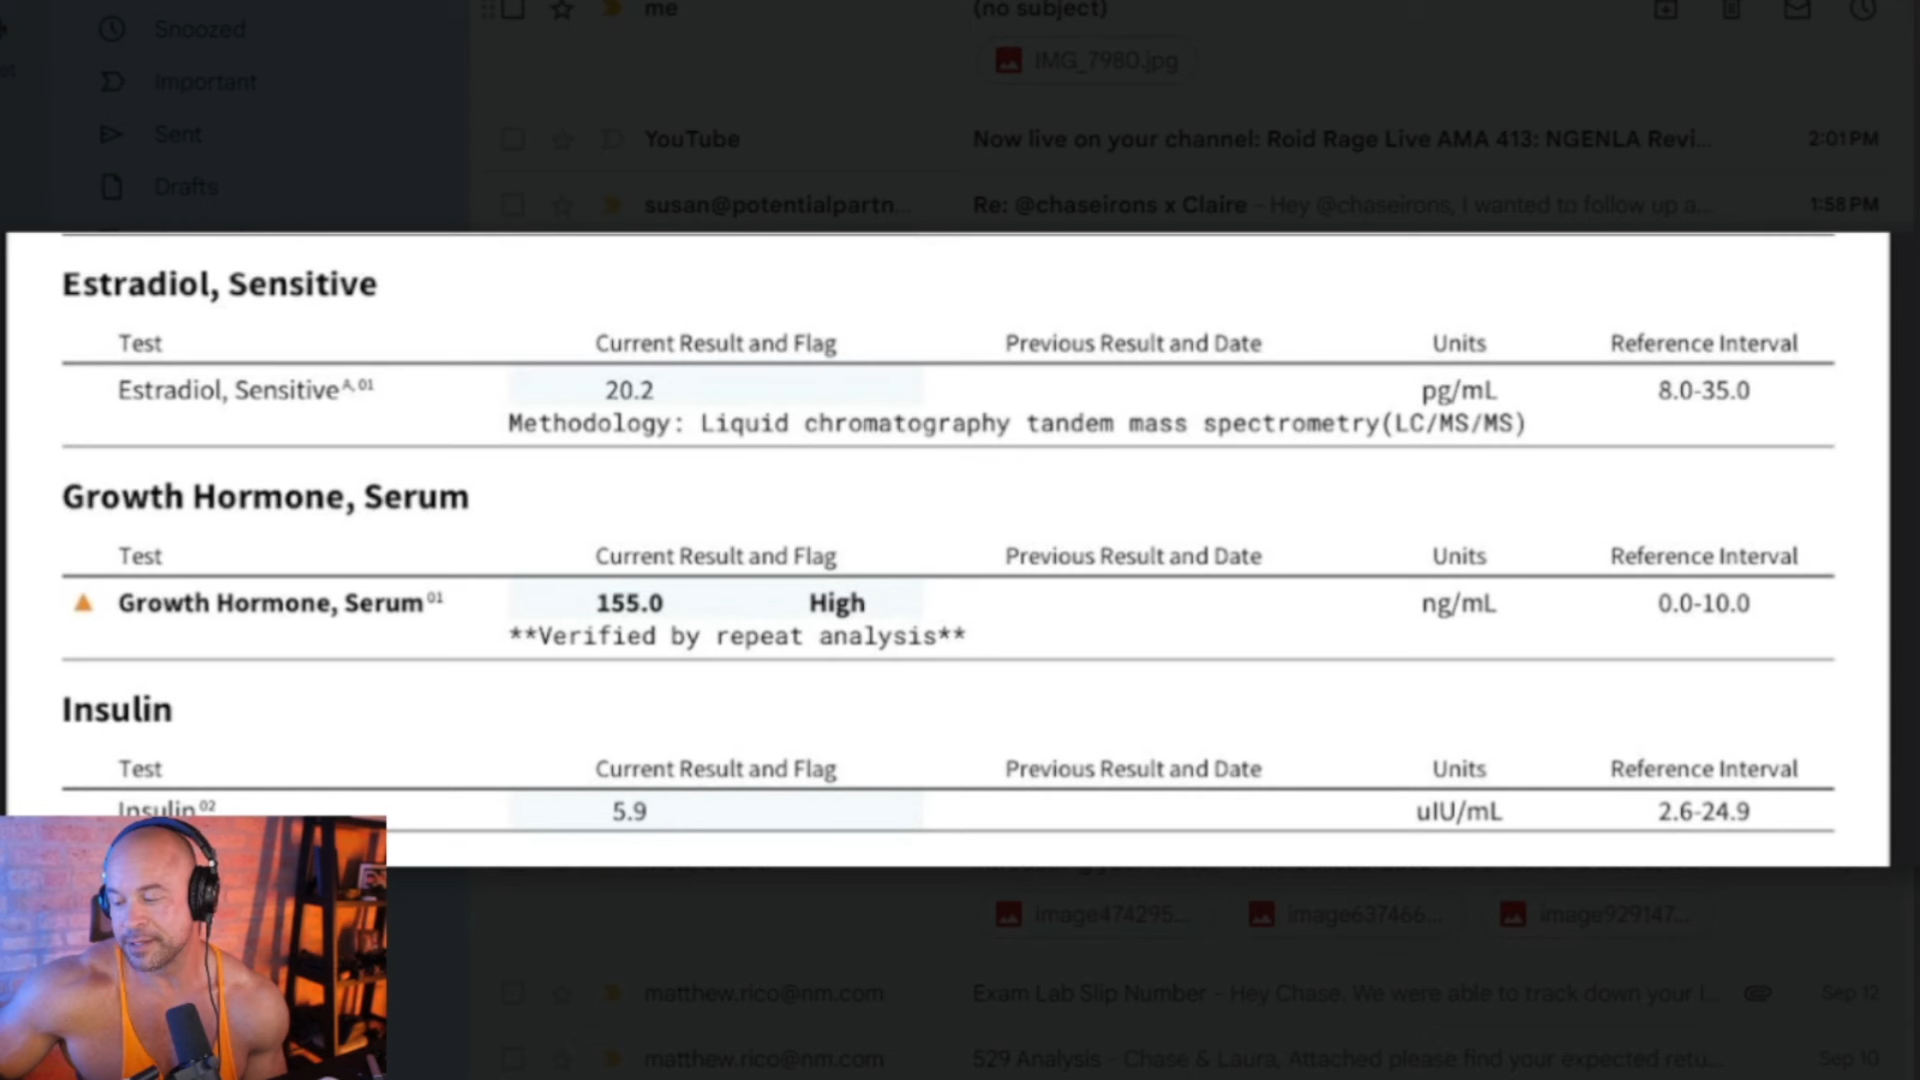 Snoozed
me
(no subject)
IMG_7980.jpg
Important
Sent
YouTube
Now live on your channel: Roid Rage Live AMA 413: NGENLA Revi...
2:01 PM
Drafts
susan@potentialpartn...
Re: @chaseirons x Claire - Hey @chaseirons, I wanted to follow up a...
1:58 PM
Estradiol, Sensitive
Test Current Result and Flag Previous Result and Date Units Reference Interval
Estradiol, Sensitive A, 01 20.2 pg/mL 8.0-35.0
Methodology: Liquid chromatography tandem mass spectrometry(LC/MS/MS)
Growth Hormone, Serum
Test Current Result and Flag Previous Result and Date Units Reference Interval
Growth Hormone, Serum 01 155.0 High ng/mL 0.0-10.0
**Verified by repeat analysis**
Insulin
Test Current Result and Flag Previous Result and Date Units Reference Interval
Insulin 02 5.9 uIU/mL 2.6-24.9
image474295...
image637466...
image929147...
matthew.rico@nm.com
Exam Lab Slip Number - Hey Chase. We were able to track down your l...
Sep 12
matthew.rico@nm.com
529 Analysis - Chase & Laura, Attached please find your expected retu...
Sep 10